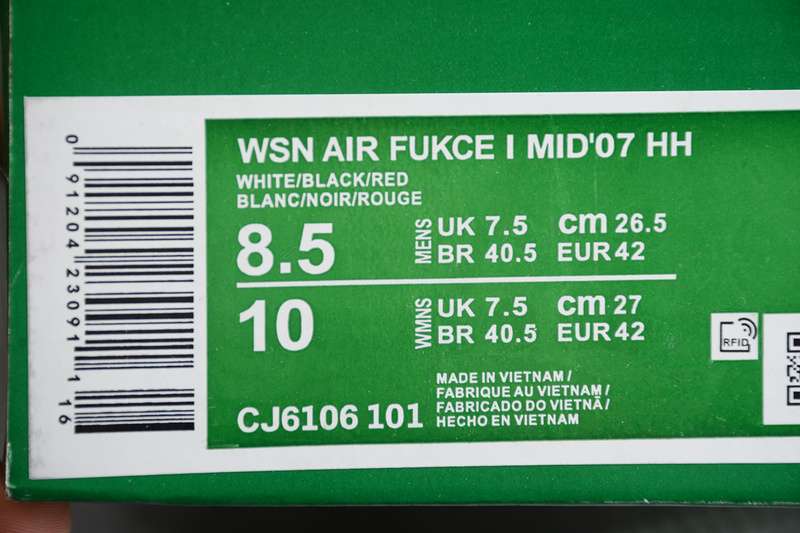 0 91204 23091 1 16
WSN AIR FUKCE I MID'07 HH
WHITE/BLACK/RED
BLANC/NOIR/ROUGE
8.5
MENS
UK 7.5 cm 26.5
BR 40.5 EUR 42
10
WMNS
UK 7.5 cm 27
BR 40.5 EUR 42
RFID
CJ6106 101
MADE IN VIETNAM /
FABRIQUE AU VIETNAM /
FABRICADO DO VIETNÃ /
HECHO EN VIETNAM